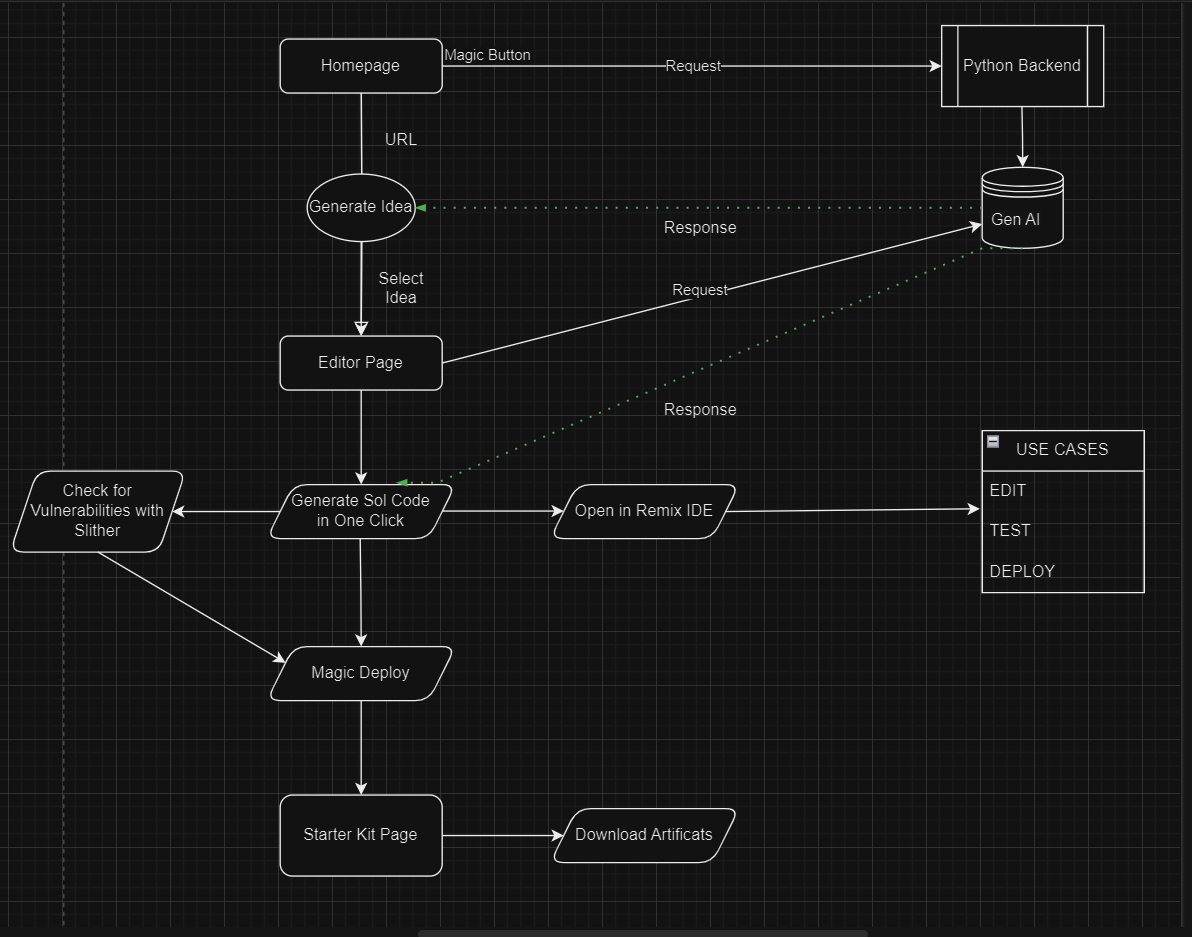 Homepage
Magic Button
Request
Python Backend
URL
Generate Idea
Response
Gen AI
Select
Idea
Request
Editor Page
Response
USE CASES
EDIT
TEST
DEPLOY
Check for
Vulnerabilities with
Slither
Generate Sol Code
in One Click
Open in Remix IDE
Magic Deploy
Starter Kit Page
Download Artificats